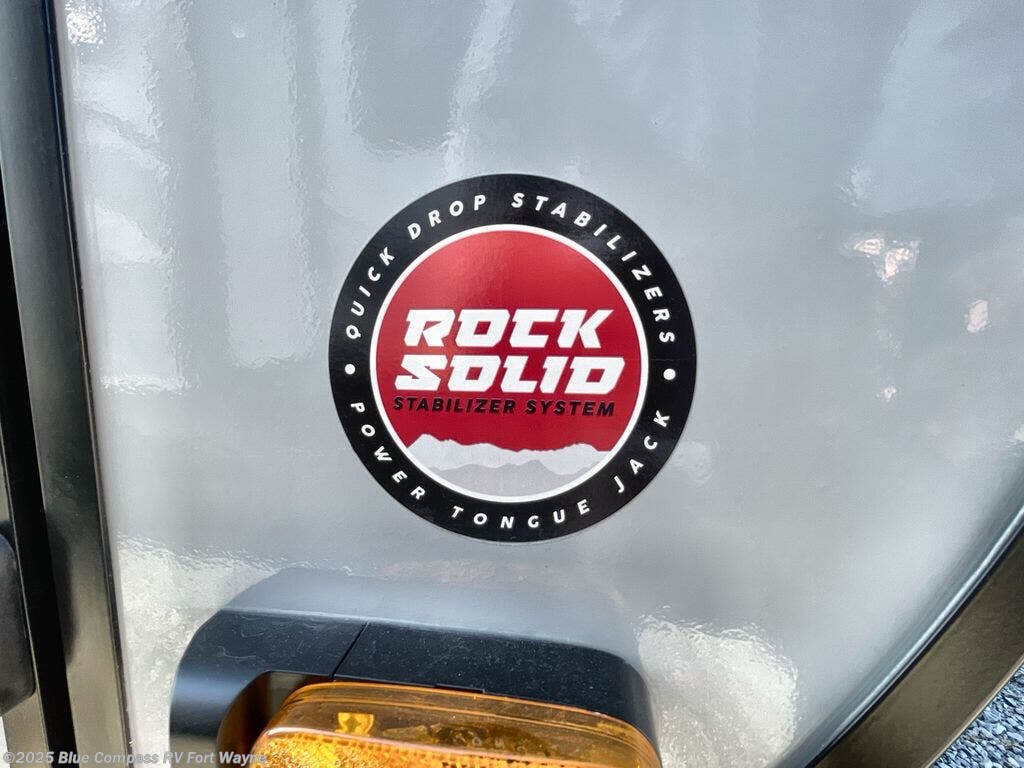 QUICK DROP STABILIZERS
ROCK
SOLID
STABILIZER SYSTEM
POWER TONGUE JACK
©2025 Blue Compass RV Fort Wayne